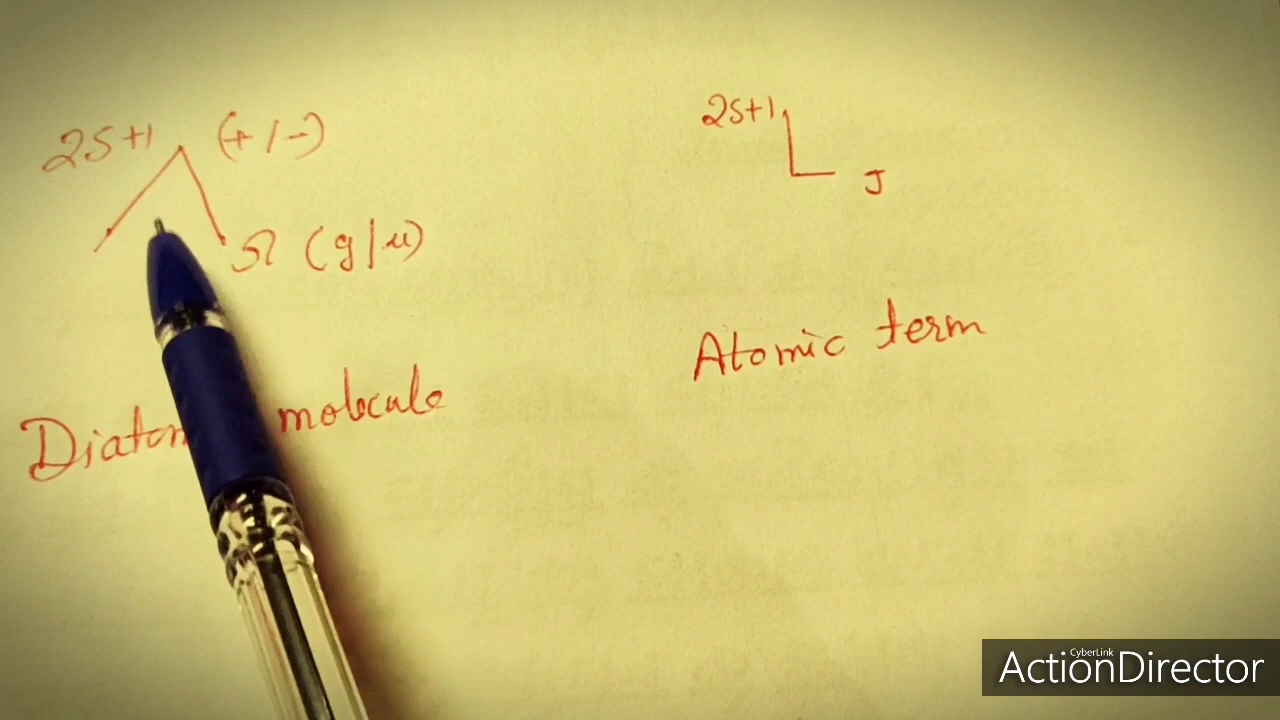 2S+1 Λ (+/-)
Ω (g/u)
2S+1 L J
molecule
Atomic term
CyberLink
ActionDirector